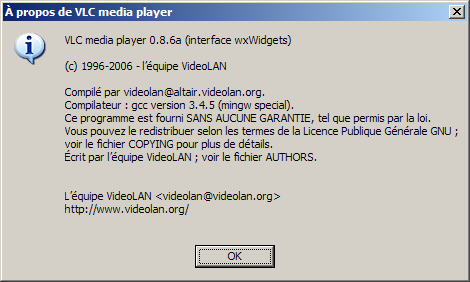 À propos de VLC media player
VLC media player 0.8.6a (interface wxWidgets)
(c) 1996-2006 - l'équipe VideoLAN
Compilé par videolan@altair.videolan.org.
Compilateur : gcc version 3.4.5 (mingw special).
Ce programme est fourni SANS AUCUNE GARANTIE, tel que permis par la loi.
Vous pouvez le redistribuer selon les termes de la Licence Publique Générale GNU ;
voir le fichier COPYING pour plus de détails.
Écrit par l'équipe VideoLAN ; voir le fichier AUTHORS.
L'équipe VideoLAN <videolan@videolan.org>
http://www.videolan.org/
OK